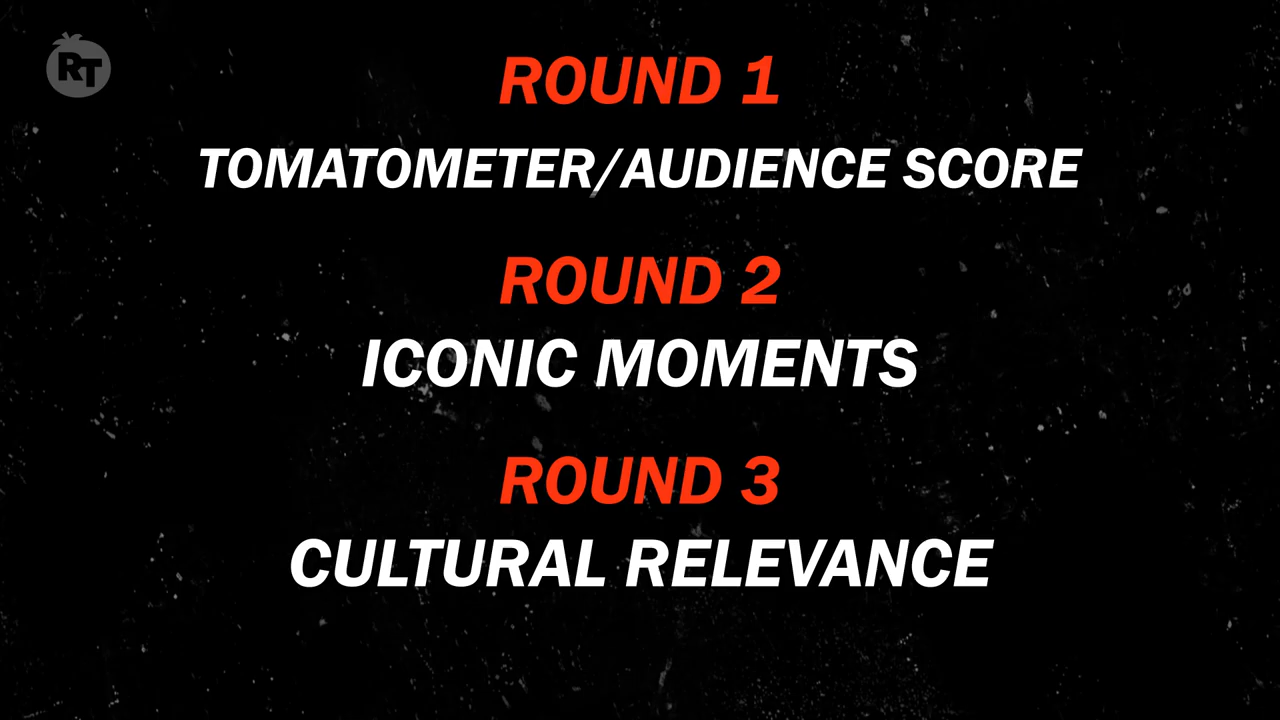 RT
ROUND 1
TOMATOMETER/AUDIENCE SCORE
ROUND 2
ICONIC MOMENTS
ROUND 3
CULTURAL RELEVANCE